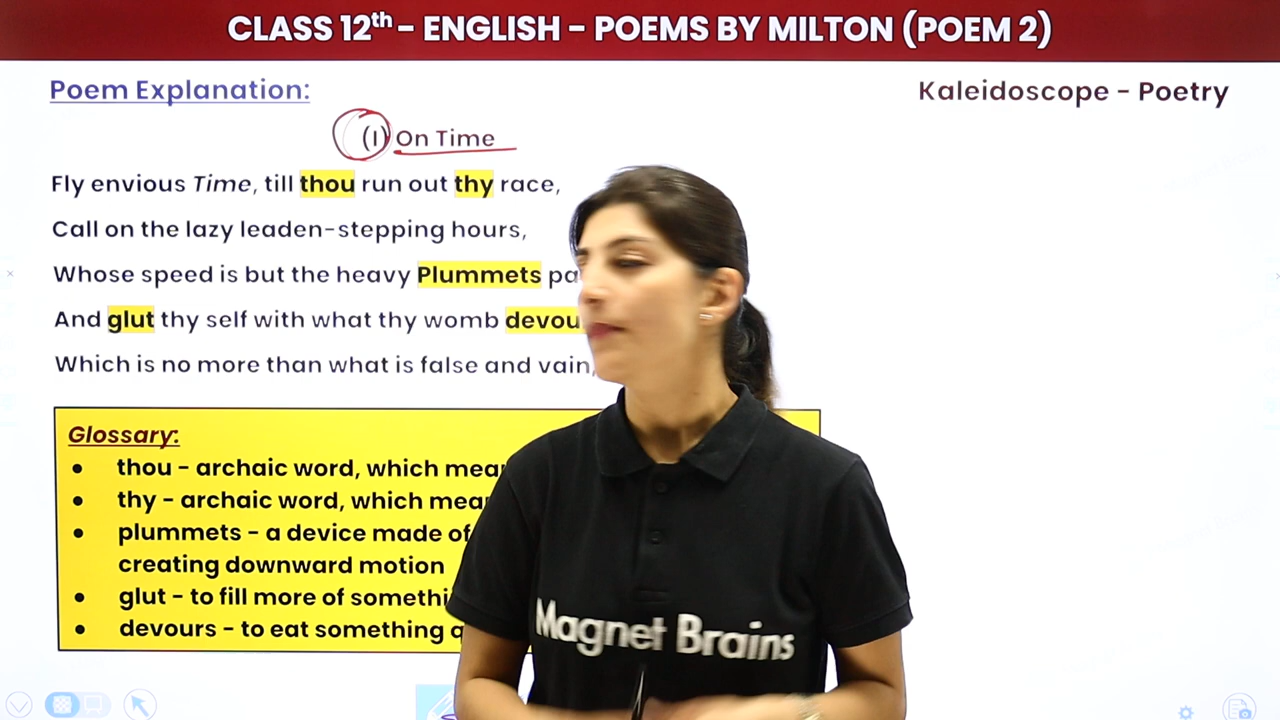 CLASS 12th - ENGLISH - POEMS BY MILTON (POEM 2)
Poem Explanation:
Kaleidoscope - Poetry
(I) On Time
Fly envious Time, till thou run out thy race,
Call on the lazy leaden-stepping hours,
Whose speed is but the heavy Plummets
And glut thy self with what thy womb
Which is no more than what is false and vain,
Glossary:
• thou - archaic word, which
• thy - archaic word, which
• plummets - a device made of
creating downward motion
• glut - to fill more of
• devours - to eat something
Magnet Brains